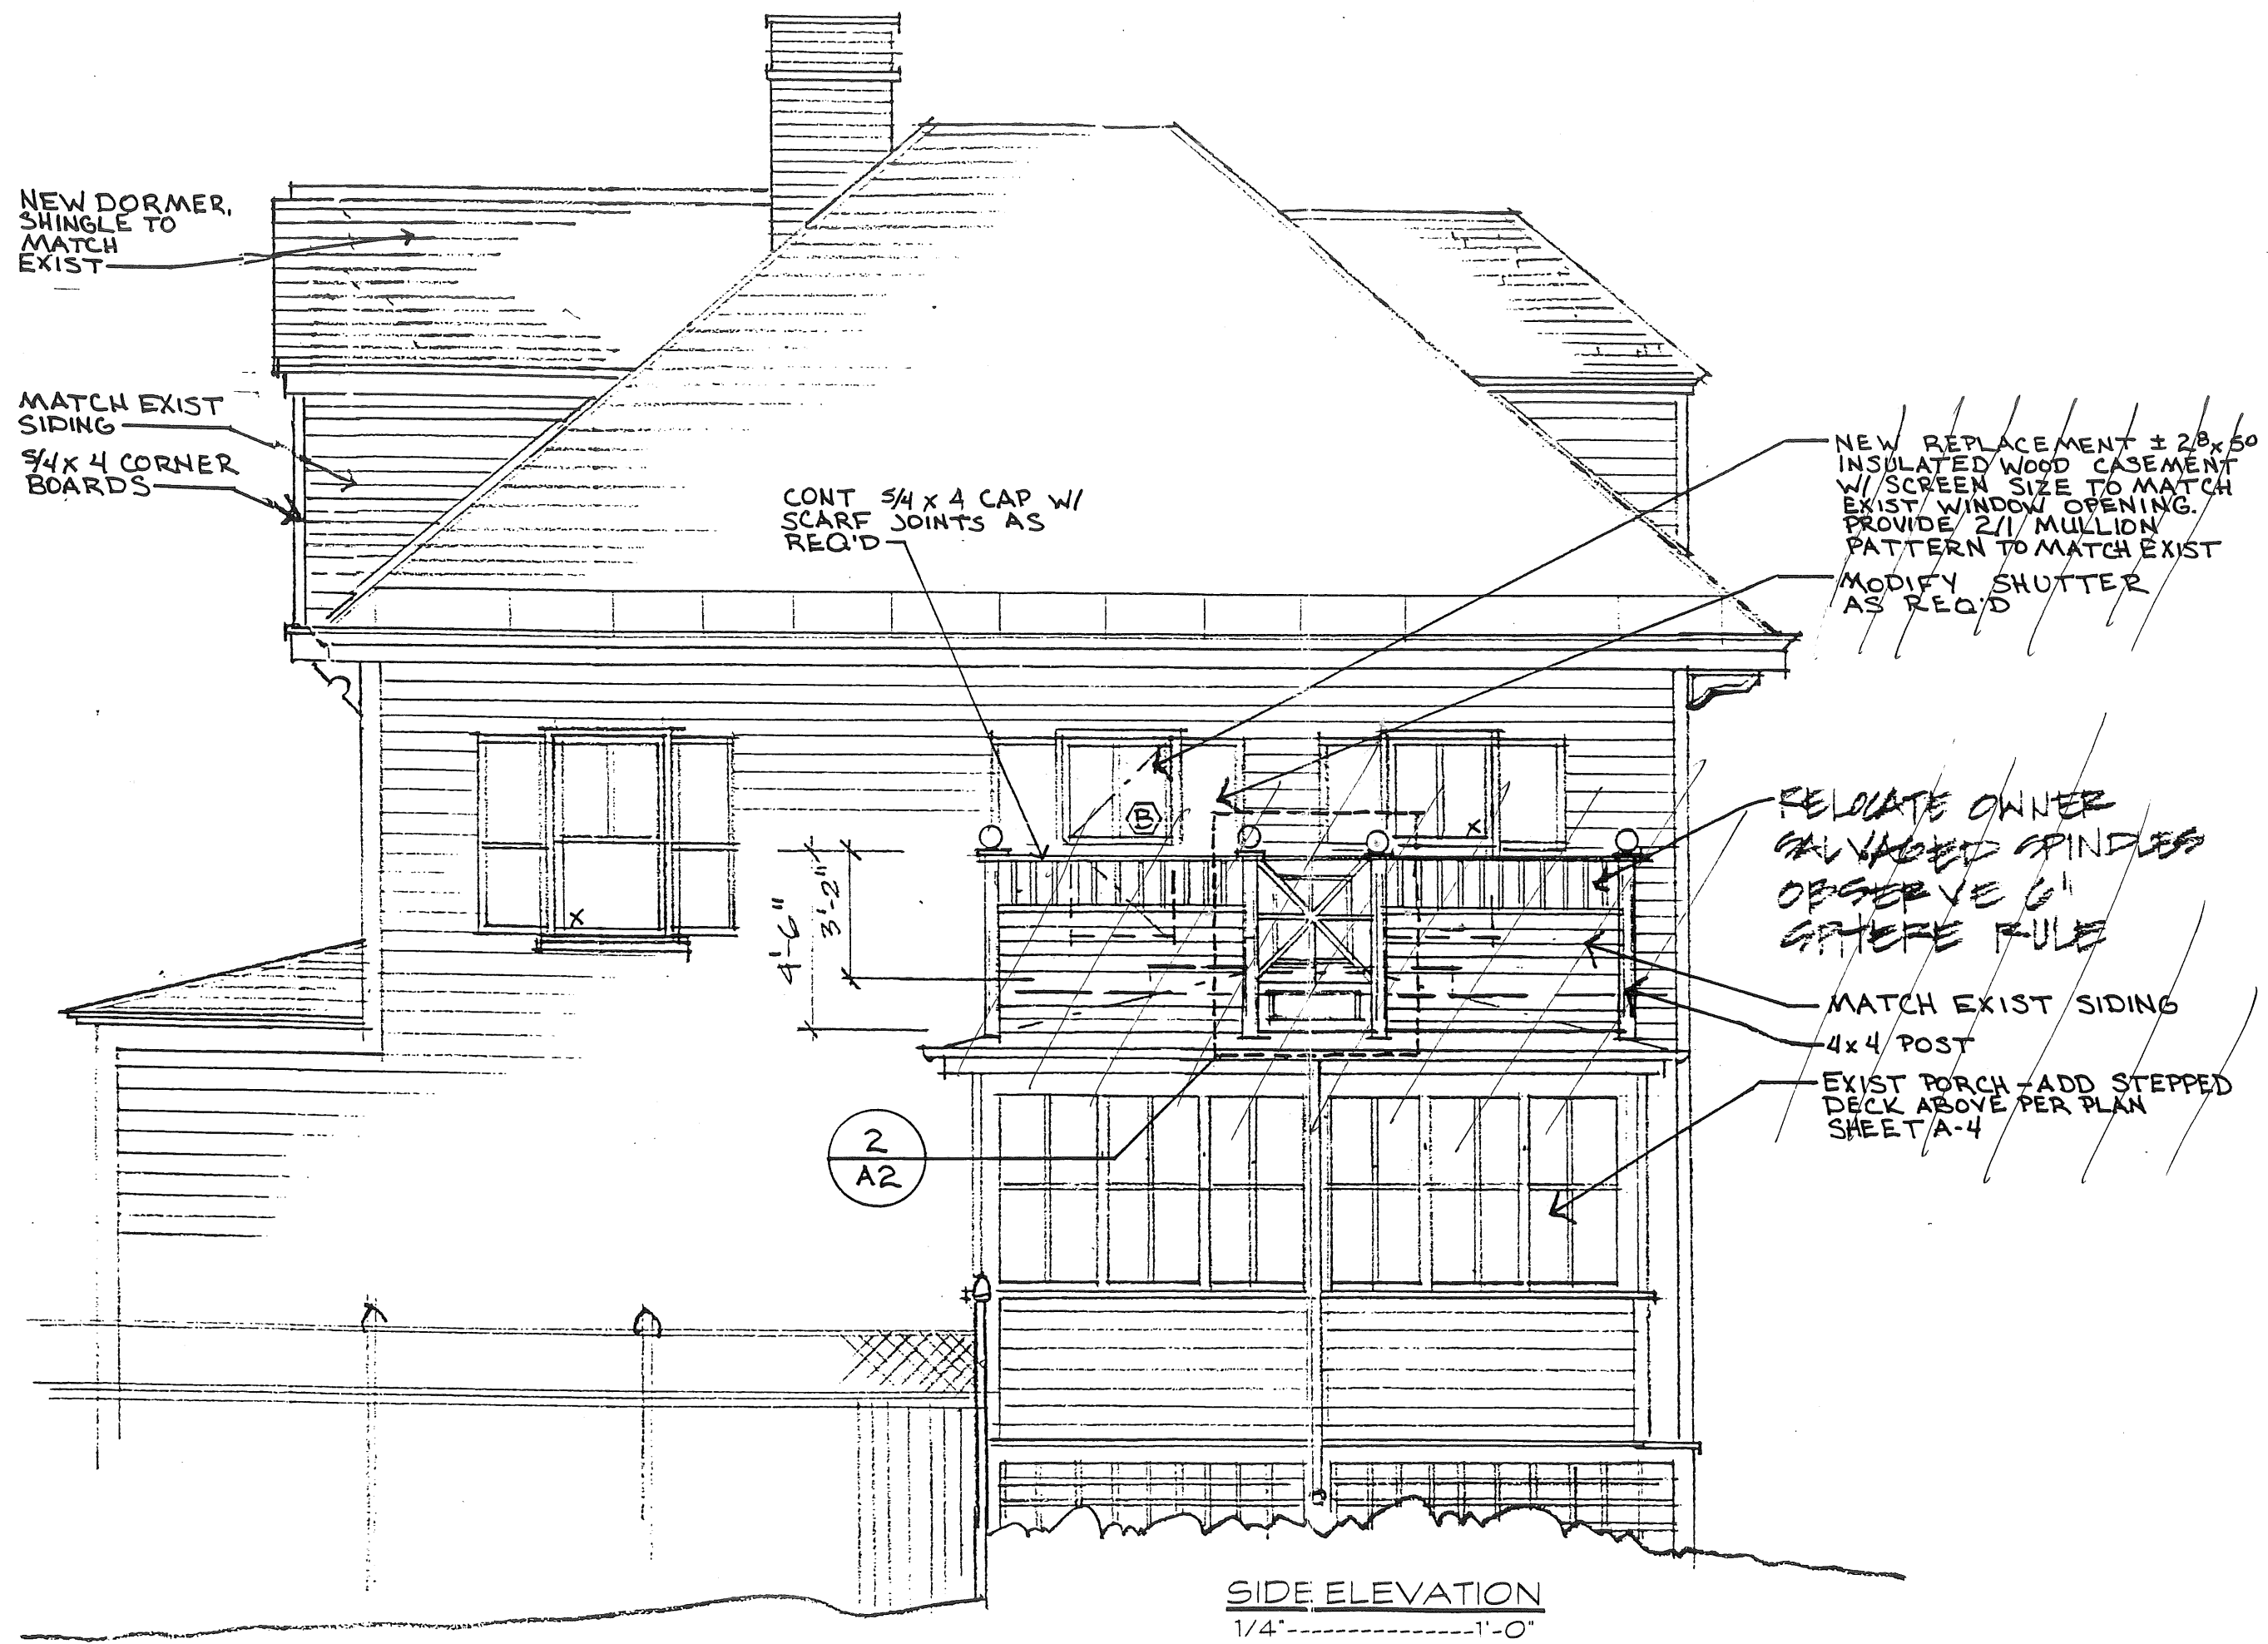 NEW DORMER,
SHINGLE TO
MATCH
EXIST
MATCH EXIST
SIDING
5/4 x 4 CORNER
BOARDS
CONT 5/4 x 4 CAP W/
SCARF JOINTS AS
REQ'D
NEW REPLACEMENT ± 28 x 50
INSULATED WOOD CASEMENT
W/ SCREEN SIZE TO MATCH
EXIST WINDOW OPENING.
PROVIDE 2/1 MULLION
PATTERN TO MATCH EXIST
MODIFY SHUTTER
AS REQ'D
B
X
X
4'-6"
3'-2"
RELOCATE OWNER
SALVAGED SPINDLES
OBSERVE 6"
SPHERE RULE
MATCH EXIST SIDING
4x4 POST
EXIST PORCH - ADD STEPPED
DECK ABOVE PER PLAN
SHEET A-4
2
A2
SIDE ELEVATION
1/4"---------------1'-0"